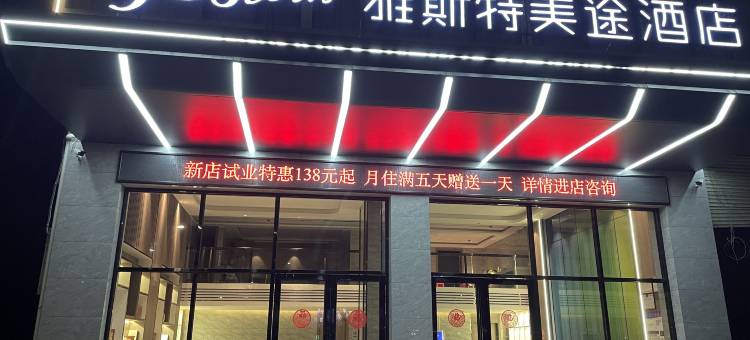 雅斯特美途酒店
新店试业特惠138元起 月住满五天赠送一天 详情进店咨询